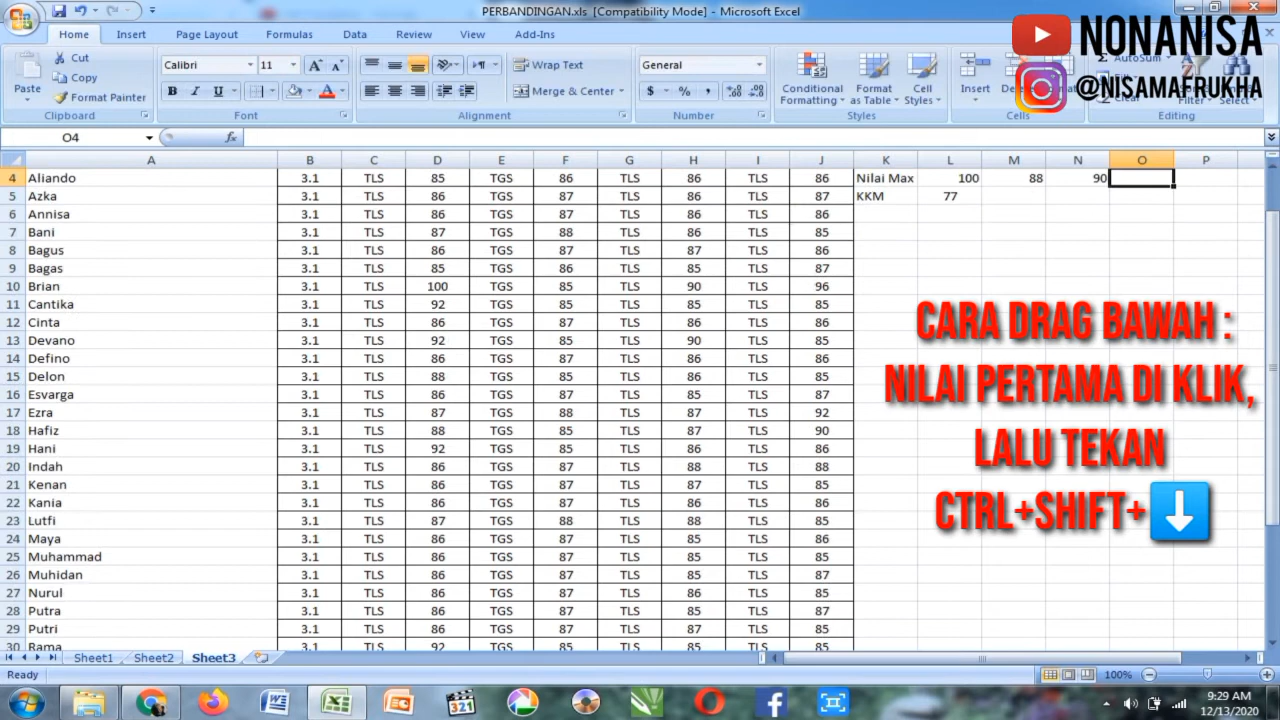 PERBANDINGAN.xls [Compatibility Mode] - Microsoft Excel
NONANISA
@NISAMATRUKHA
Home Insert Page Layout Formulas Data Review View Add-Ins
Paste Cut Copy Format Painter Clipboard
Calibri 11 B I U A A A Font
Wrap Text Merge & Center Alignment
General $ % , Number
Conditional Formatting Format as Table Cell Styles Styles
Insert Cells
AutoSum Clear Filter Select Editing
O4 fx
A B C D E F G H I J K L M N O P
4 Aliando 3.1 TLS 85 TGS 86 TLS 86 TLS 86 Nilai Max 100 88 90
5 Azka 3.1 TLS 86 TGS 87 TLS 86 TLS 87 KKM 77
6 Annisa 3.1 TLS 86 TGS 87 TLS 86 TLS 86
7 Bani 3.1 TLS 87 TGS 88 TLS 86 TLS 85
8 Bagus 3.1 TLS 86 TGS 87 TLS 87 TLS 86
9 Bagas 3.1 TLS 85 TGS 86 TLS 85 TLS 87
10 Brian 3.1 TLS 100 TGS 85 TLS 90 TLS 96
11 Cantika 3.1 TLS 92 TGS 85 TLS 85 TLS 85
12 Cinta 3.1 TLS 86 TGS 87 TLS 86 TLS 85
13 Devano 3.1 TLS 92 TGS 85 TLS 90 TLS 85
14 Defino 3.1 TLS 86 TGS 87 TLS 86 TLS 86
15 Delon 3.1 TLS 88 TGS 85 TLS 86 TLS 85
16 Esvarga 3.1 TLS 86 TGS 87 TLS 85 TLS 87
17 Ezra 3.1 TLS 87 TGS 88 TLS 87 TLS 92
18 Hafiz 3.1 TLS 88 TGS 85 TLS 87 TLS 90
19 Hani 3.1 TLS 92 TGS 85 TLS 86 TLS 86
20 Indah 3.1 TLS 86 TGS 87 TLS 88 TLS 88
21 Kenan 3.1 TLS 86 TGS 87 TLS 87 TLS 85
22 Kania 3.1 TLS 86 TGS 87 TLS 86 TLS 86
23 Lutfi 3.1 TLS 87 TGS 88 TLS 88 TLS 85
24 Maya 3.1 TLS 86 TGS 87 TLS 85 TLS 86
25 Muhammad 3.1 TLS 86 TGS 87 TLS 86 TLS 85
26 Muhidan 3.1 TLS 86 TGS 87 TLS 85 TLS 87
27 Nurul 3.1 TLS 86 TGS 87 TLS 86 TLS 85
28 Putra 3.1 TLS 86 TGS 87 TLS 85 TLS 87
29 Putri 3.1 TLS 86 TGS 87 TLS 87 TLS 85
30 Rama 3.1 TLS 92 TGS 85 TLS 86 TLS 85
CARA DRAG BAWAH :
NILAI PERTAMA DI KLIK,
LALU TEKAN
CTRL+SHIFT+
Sheet1 Sheet2 Sheet3
Ready 100%
321
9:29 AM
12/13/2020